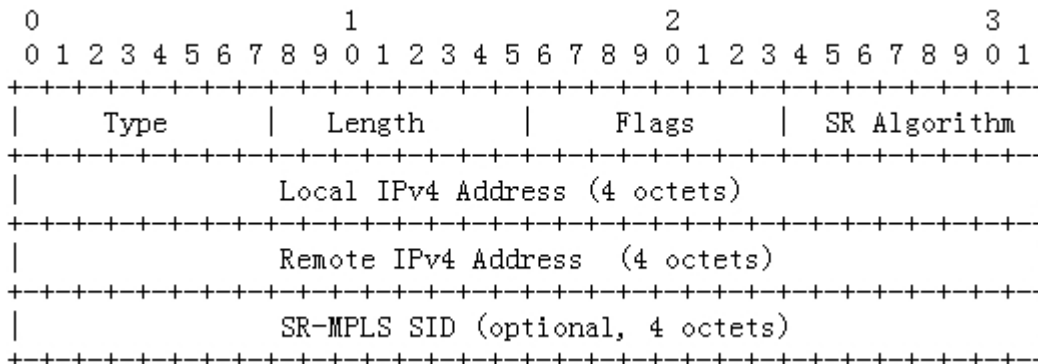 0                   1                   2                   3
0 1 2 3 4 5 6 7 8 9 0 1 2 3 4 5 6 7 8 9 0 1 2 3 4 5 6 7 8 9 0 1
+-+-+-+-+-+-+-+-+-+-+-+-+-+-+-+-+-+-+-+-+-+-+-+-+-+-+-+-+-+-+-+-
|     Type      |   Length      |     Flags     |  SR Algorithm
+-+-+-+-+-+-+-+-+-+-+-+-+-+-+-+-+-+-+-+-+-+-+-+-+-+-+-+-+-+-+-+-
|                Local IPv4 Address (4 octets)
+-+-+-+-+-+-+-+-+-+-+-+-+-+-+-+-+-+-+-+-+-+-+-+-+-+-+-+-+-+-+-+-
|                Remote IPv4 Address  (4 octets)
+-+-+-+-+-+-+-+-+-+-+-+-+-+-+-+-+-+-+-+-+-+-+-+-+-+-+-+-+-+-+-+-
|                SR-MPLS SID (optional, 4 octets)
+-+-+-+-+-+-+-+-+-+-+-+-+-+-+-+-+-+-+-+-+-+-+-+-+-+-+-+-+-+-+-+-